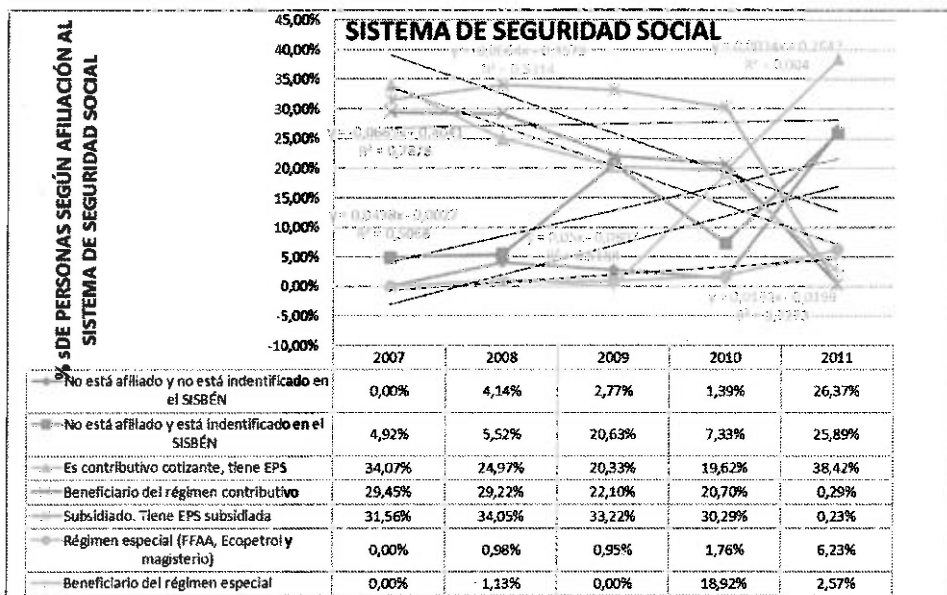 SISTEMA DE SEGURIDAD SOCIAL
% sDE PERSONAS SEGÚN AFILIACIÓN AL
SISTEMA DE SEGURIDAD SOCIAL
45,00%
40,00%
35,00%
30,00%
25,00%
20,00%
15,00%
10,00%
5,00%
0,00%
-5,00%
-10,00%
R² = 0,004
R² = 0,5068
2007 2008 2009 2010 2011
No está afiliado y no está indentificado en
el SISBÉN
0,00% 4,14% 2,77% 1,39% 26,37%
No está afiliado y está indentificado en el
SISBÉN
4,92% 5,52% 20,63% 7,33% 25,89%
Es contributivo cotizante, tiene EPS 34,07% 24,97% 20,33% 19,62% 38,42%
Beneficiario del régimen contributivo 29,45% 29,22% 22,10% 20,70% 0,29%
Subsidiado. Tiene EPS subsidiada 31,56% 34,05% 33,22% 30,29% 0,23%
Régimen especial (FFAA, Ecopetrol y
magisterio)
0,00% 0,98% 0,95% 1,76% 6,23%
Beneficiario del régimen especial 0,00% 1,13% 0,00% 18,92% 2,57%